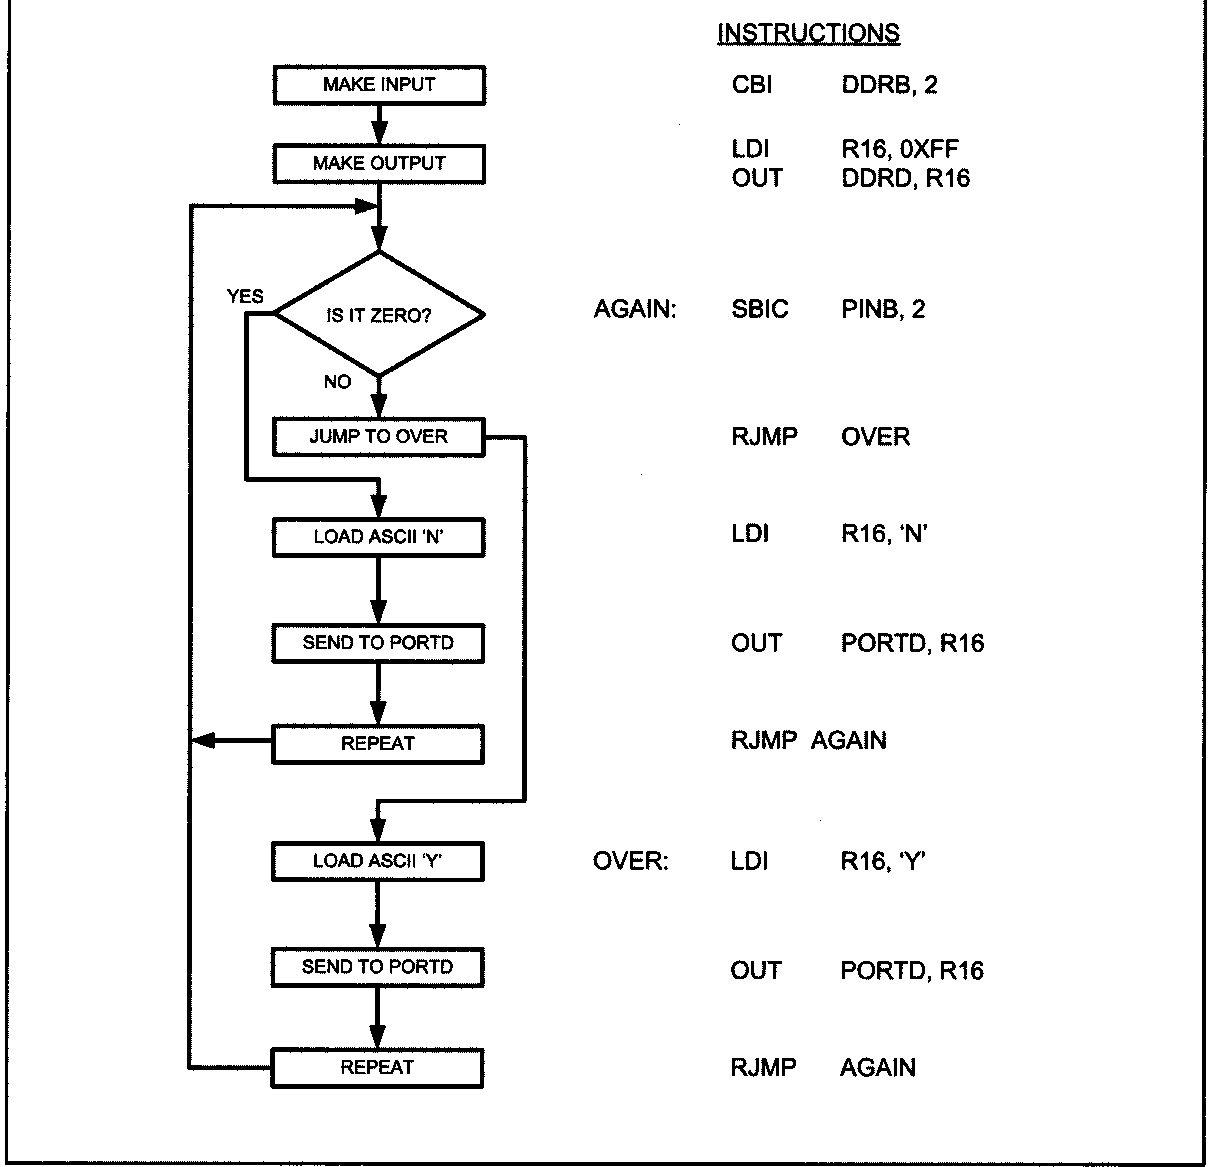 INSTRUCTIONS
MAKE INPUT CBI DDRB, 2
MAKE OUTPUT LDI R16, 0XFF
OUT DDRD, R16
YES
IS IT ZERO? AGAIN: SBIC PINB, 2
NO
JUMP TO OVER RJMP OVER
LOAD ASCII 'N' LDI R16, ‘N’
SEND TO PORTD OUT PORTD, R16
REPEAT RJMP AGAIN
LOAD ASCII 'Y' OVER: LDI R16, ‘Y’
SEND TO PORTD OUT PORTD, R16
REPEAT RJMP AGAIN